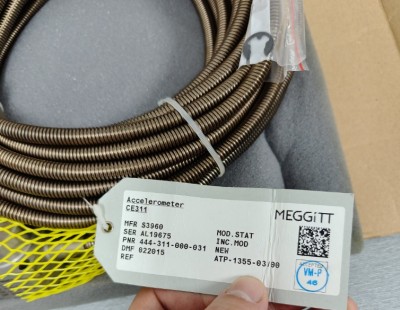 Accelerometer
CE311
MEGGiTT
MFR S3960
MOD.STAT
SER AL19675
INC.MOD
PNR 444-311-000-031
NEW
DMF 022015
ATP-1355-03/00
REF
VM-P
46